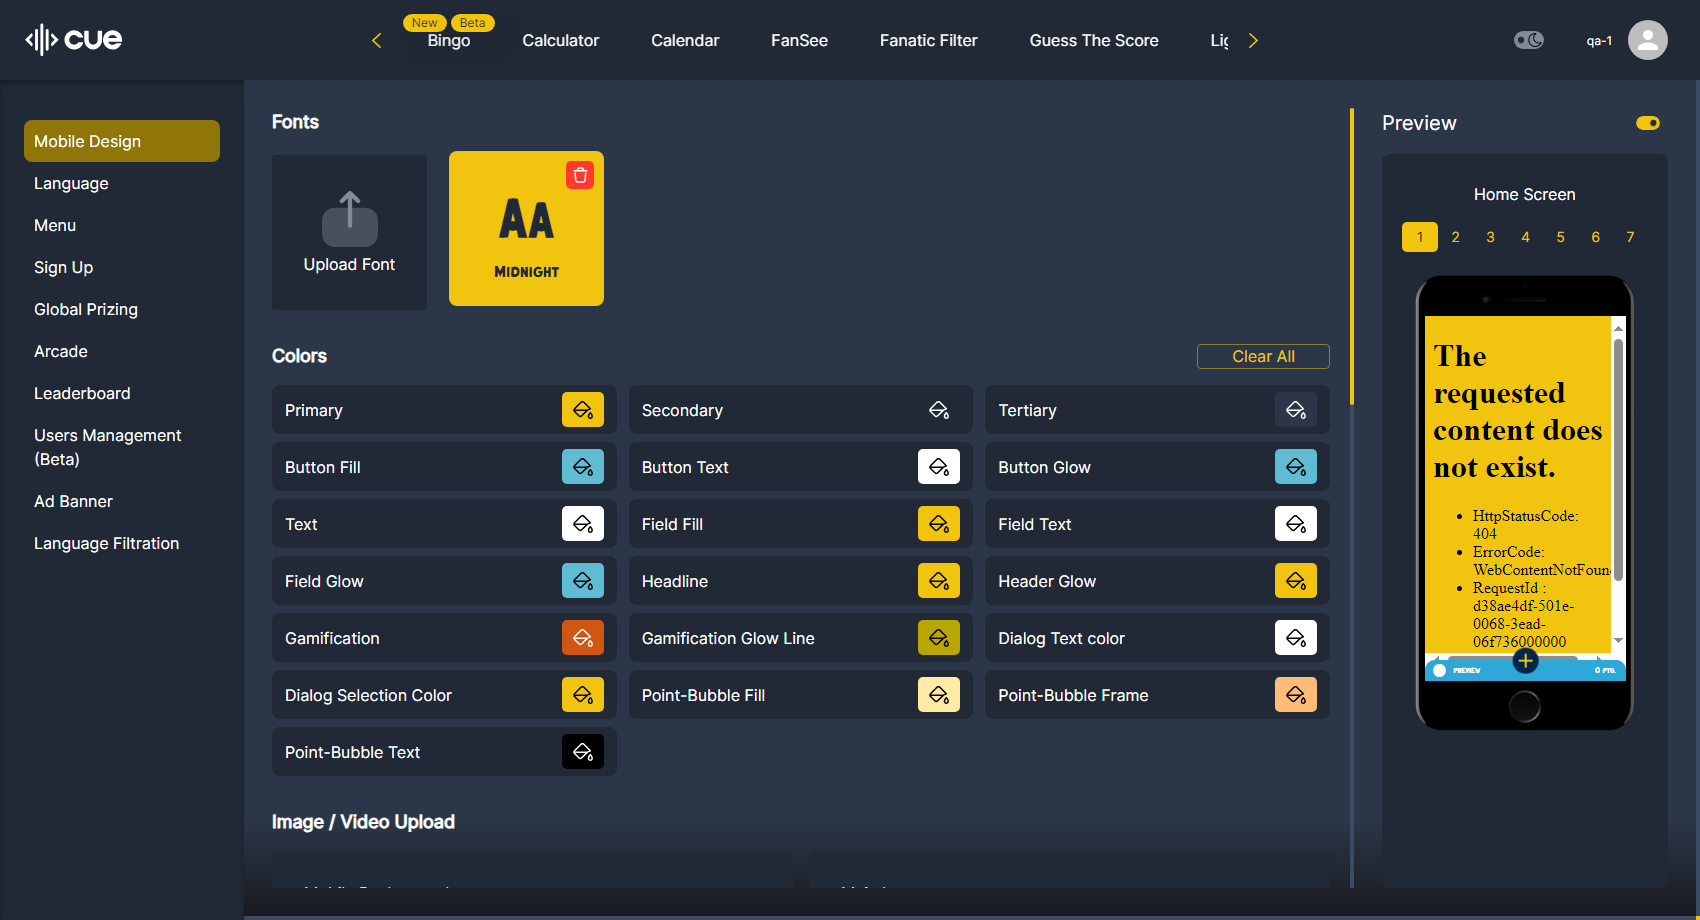 cue
New
Beta
Bingo
Calculator
Calendar
FanSee
Fanatic Filter
Guess The Score
qa-1
Mobile Design
Language
Menu
Sign Up
Global Prizing
Arcade
Leaderboard
Users Management
(Beta)
Ad Banner
Language Filtration
Fonts
Upload Font
AA
MIDNIGHT
Colors
Clear All
Primary
Secondary
Tertiary
Button Fill
Button Text
Button Glow
Text
Field Fill
Field Text
Field Glow
Headline
Header Glow
Gamification
Gamification Glow Line
Dialog Text color
Dialog Selection Color
Point-Bubble Fill
Point-Bubble Frame
Point-Bubble Text
Image / Video Upload
Preview
Home Screen
1 2 3 4 5 6 7
The
requested
content does
not exist.
HttpStatusCode:
404
ErrorCode:
WebContentNotFoun
RequestId :
d38ae4df-501e-
0068-3ead-
06f736000000
PREVIEW
0 PTS.